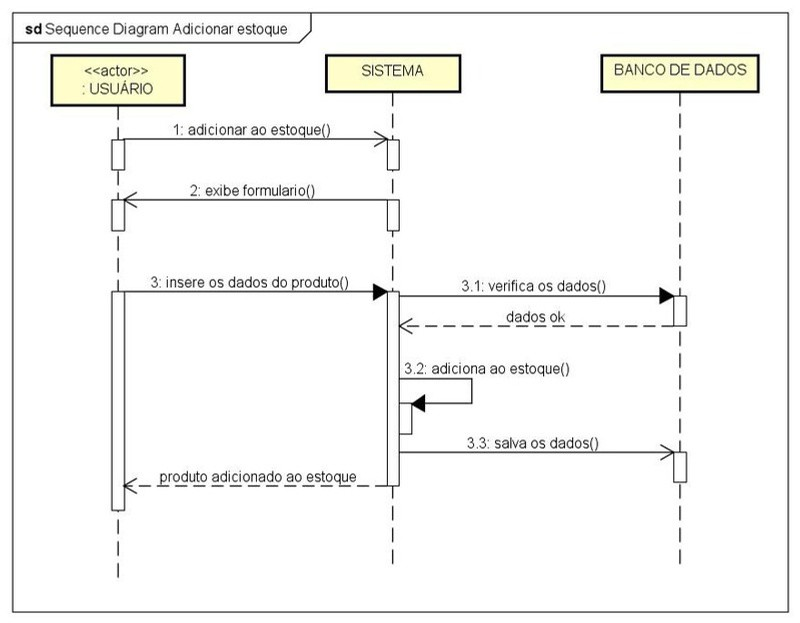 sd Sequence Diagram Adicionar estoque
<<actor>>
: USUÁRIO
SISTEMA
BANCO DE DADOS
1: adicionar ao estoque()
2: exibe formulario()
3: insere os dados do produto()
3.1: verifica os dados()
dados ok
3.2: adiciona ao estoque()
3.3: salva os dados()
produto adicionado ao estoque